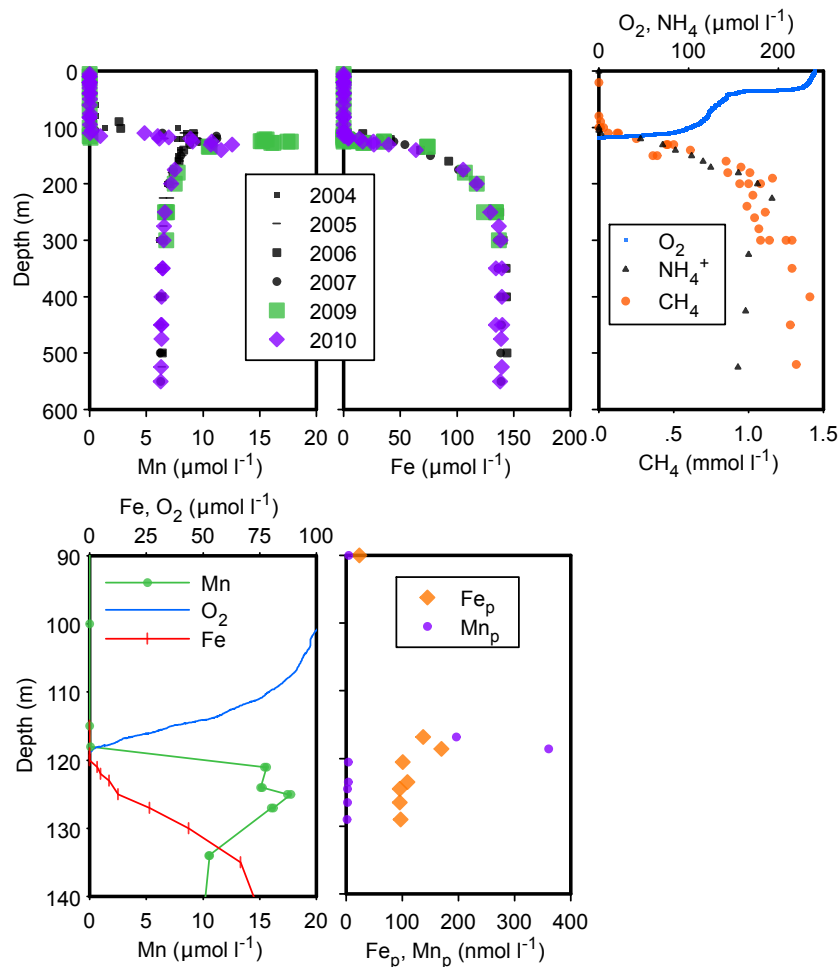 O₂, NH₄ (µmol l⁻¹)
0 100 200
0
100
200
300
400
500
600
Depth (m)
2004
2005
2006
2007
2009
2010
O₂
NH₄⁺
CH₄
0 5 10 15 20
Mn (µmol l⁻¹)
0 50 100 150 200
Fe (µmol l⁻¹)
.0 0.5 1.0 1.5
CH₄ (mmol l⁻¹)
Fe, O₂ (µmol l⁻¹)
0 25 50 75 100
90
100
110
120
130
140
Depth (m)
Mn
O₂
Fe
Feₚ
Mnₚ
0 5 10 15 20
Mn (µmol l⁻¹)
0 100 200 300 400
Feₚ, Mnₚ (nmol l⁻¹)